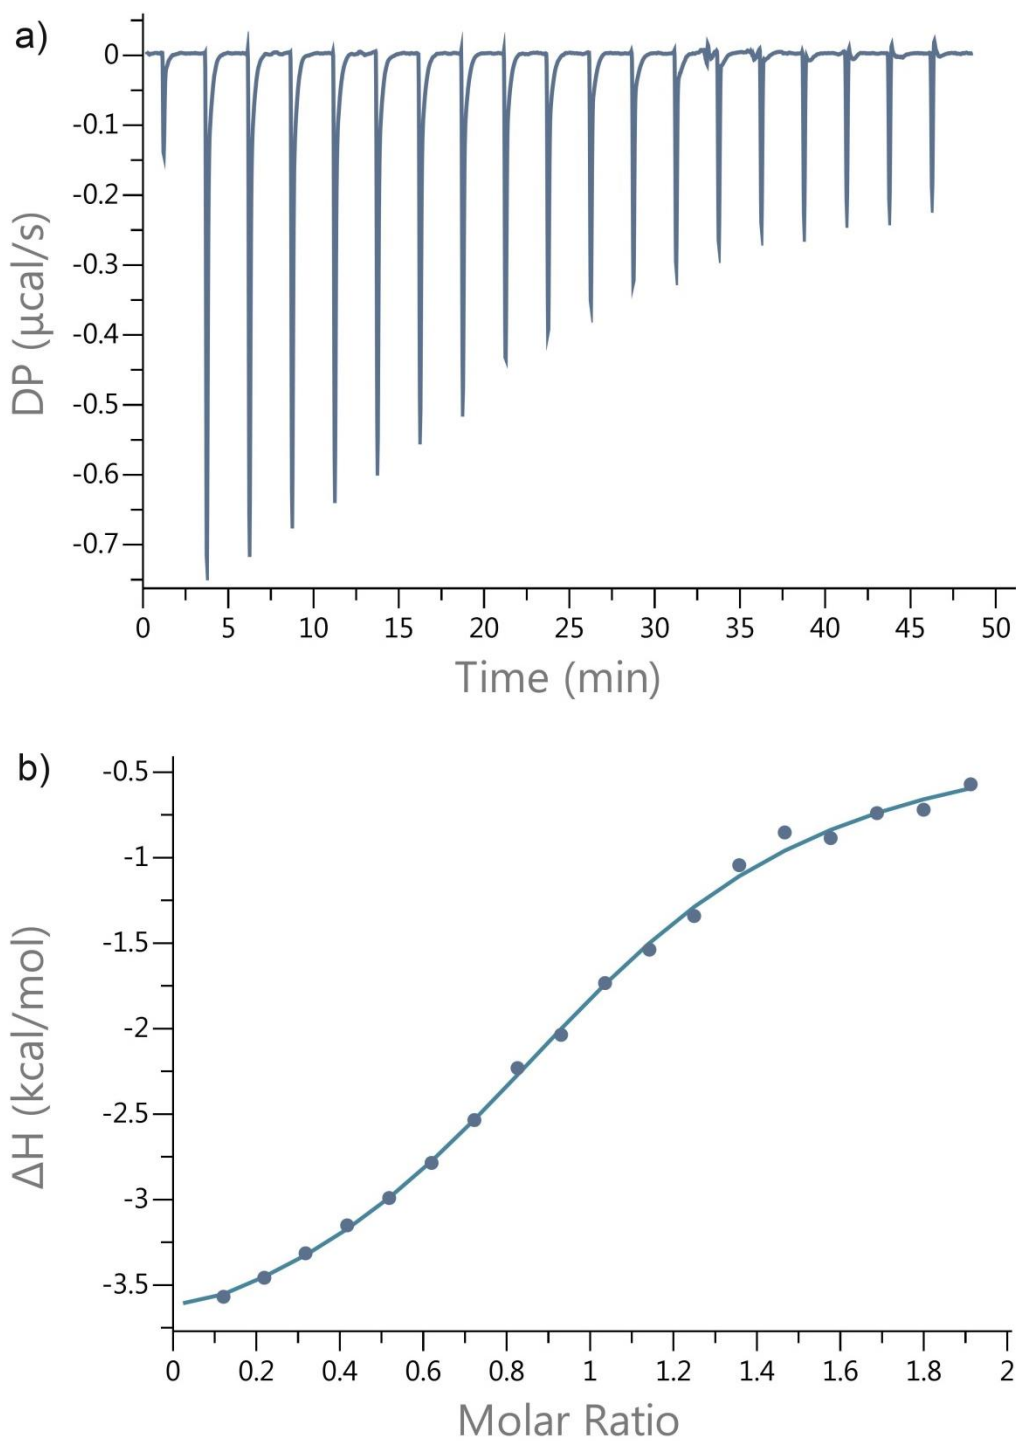 a)
DP (µcal/s)
0
-0.1
-0.2
-0.3
-0.4
-0.5
-0.6
-0.7
0 5 10 15 20 25 30 35 40 45 50
Time (min)
b)
ΔH (kcal/mol)
-0.5
-1
-1.5
-2
-2.5
-3
-3.5
0 0.2 0.4 0.6 0.8 1 1.2 1.4 1.6 1.8 2
Molar Ratio